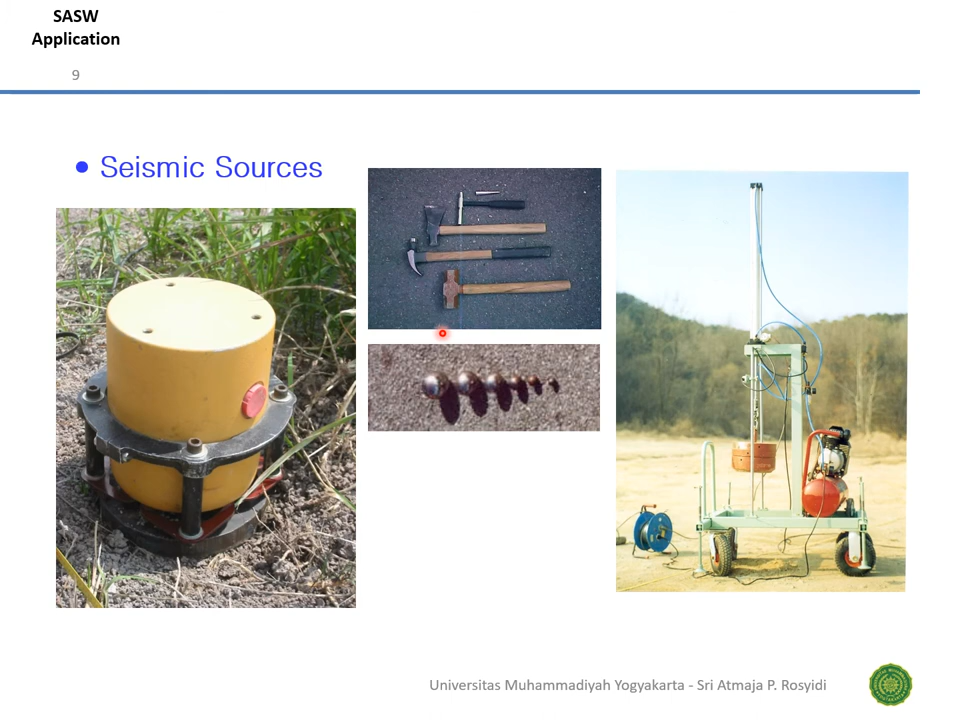 SASW
Application
9
• Seismic Sources
Universitas Muhammadiyah Yogyakarta - Sri Atmaja P. Rosyidi